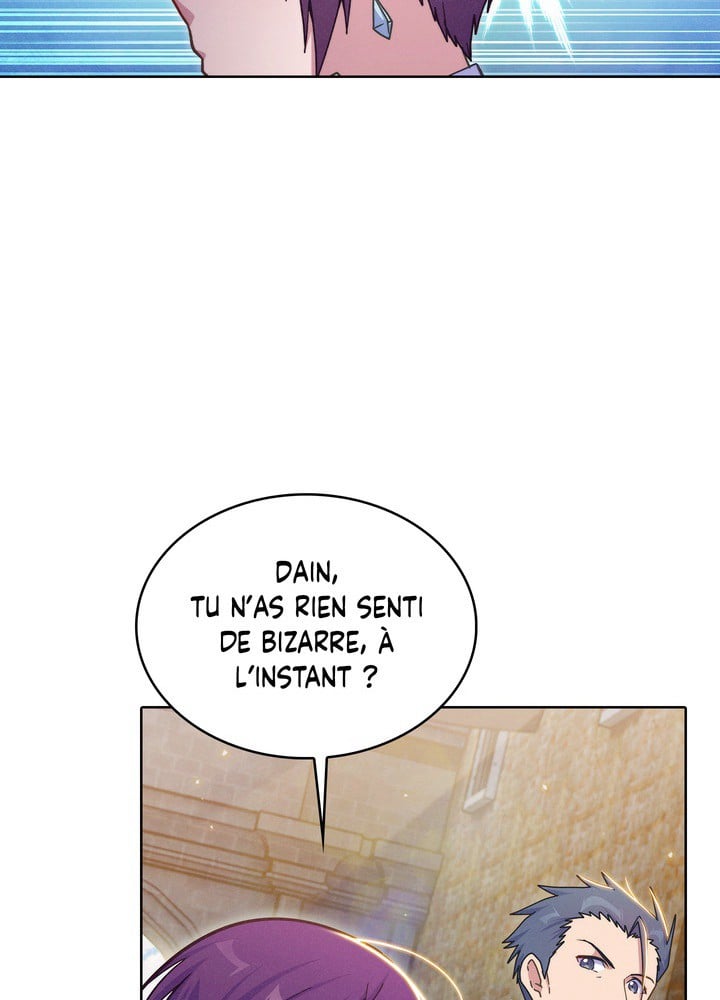 DAIN,
TU N'AS RIEN SENTI
DE BIZARRE, À
L'INSTANT ?